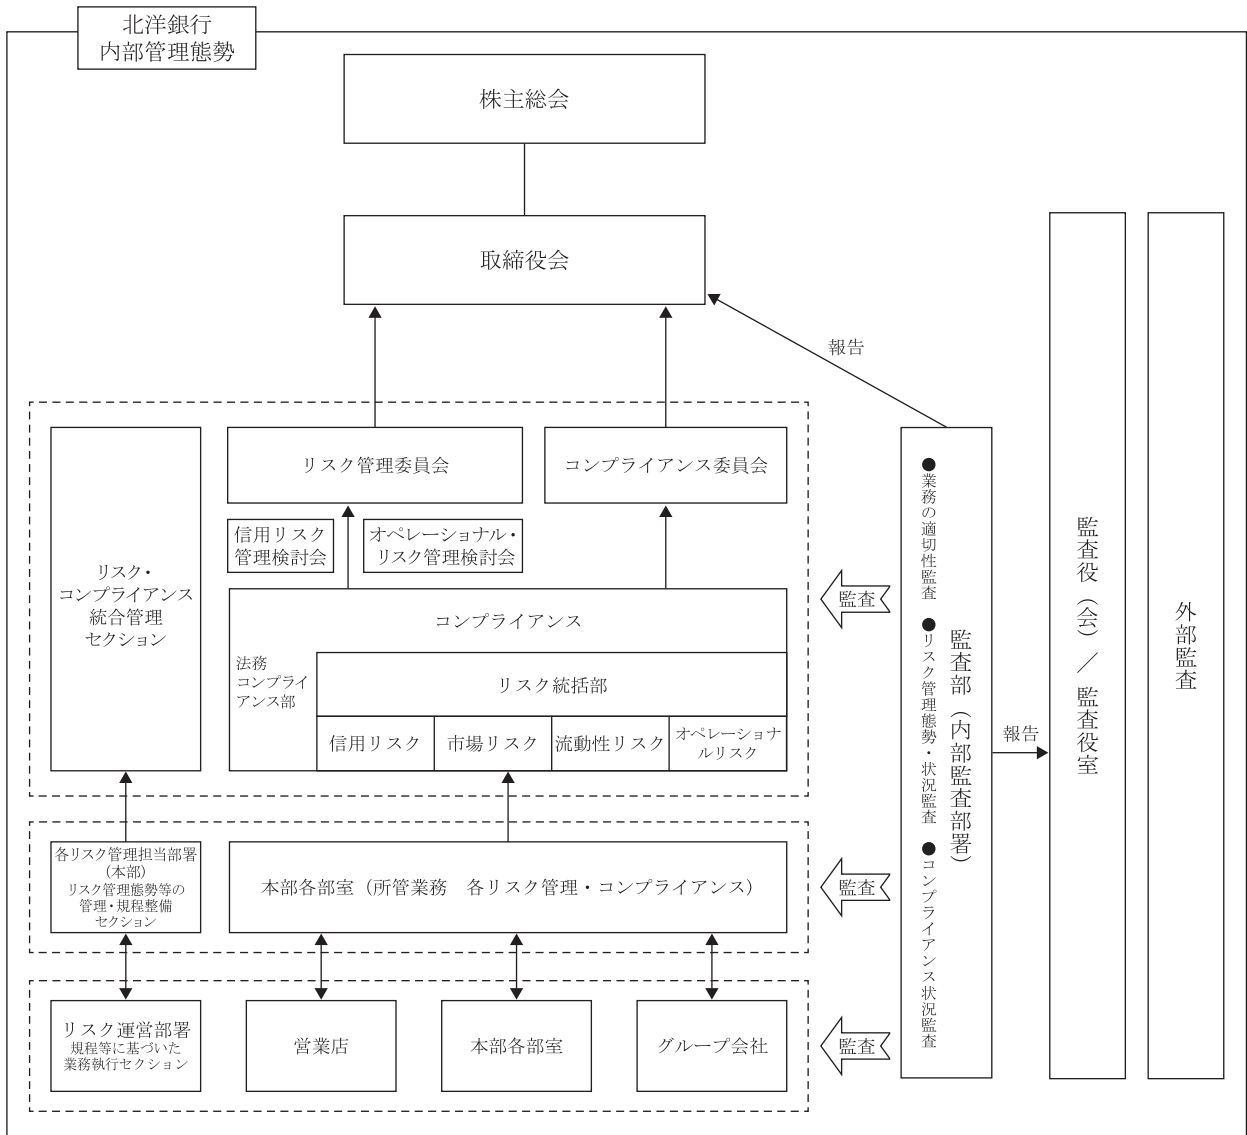 北洋銀行
内部管理態勢
株主総会
取締役会
報告
リスク・
コンプライアンス
統合管理
セクション
リスク管理委員会
コンプライアンス委員会
信用リスク
管理検討会
オペレーショナル・
リスク管理検討会
コンプライアンス
法務
コンプライ
アンス部
リスク統括部
信用リスク
市場リスク
流動性リスク
オペレーショナ
ルリスク
監査
各リスク管理担当部署
(本部)
リスク管理態勢等の
管理・規程整備
セクション
本部各部室（所管業務　各リスク管理・コンプライアンス）
監査
リスク運営部署
規程等に基づいた
業務執行セクション
営業店
本部各部室
グループ会社
監査
監査部（内部監査部署）
●業務の適切性監査　●リスク管理態勢・状況監査　●コンプライアンス状況監査
報告
監査役（会）／監査役室
外部監査